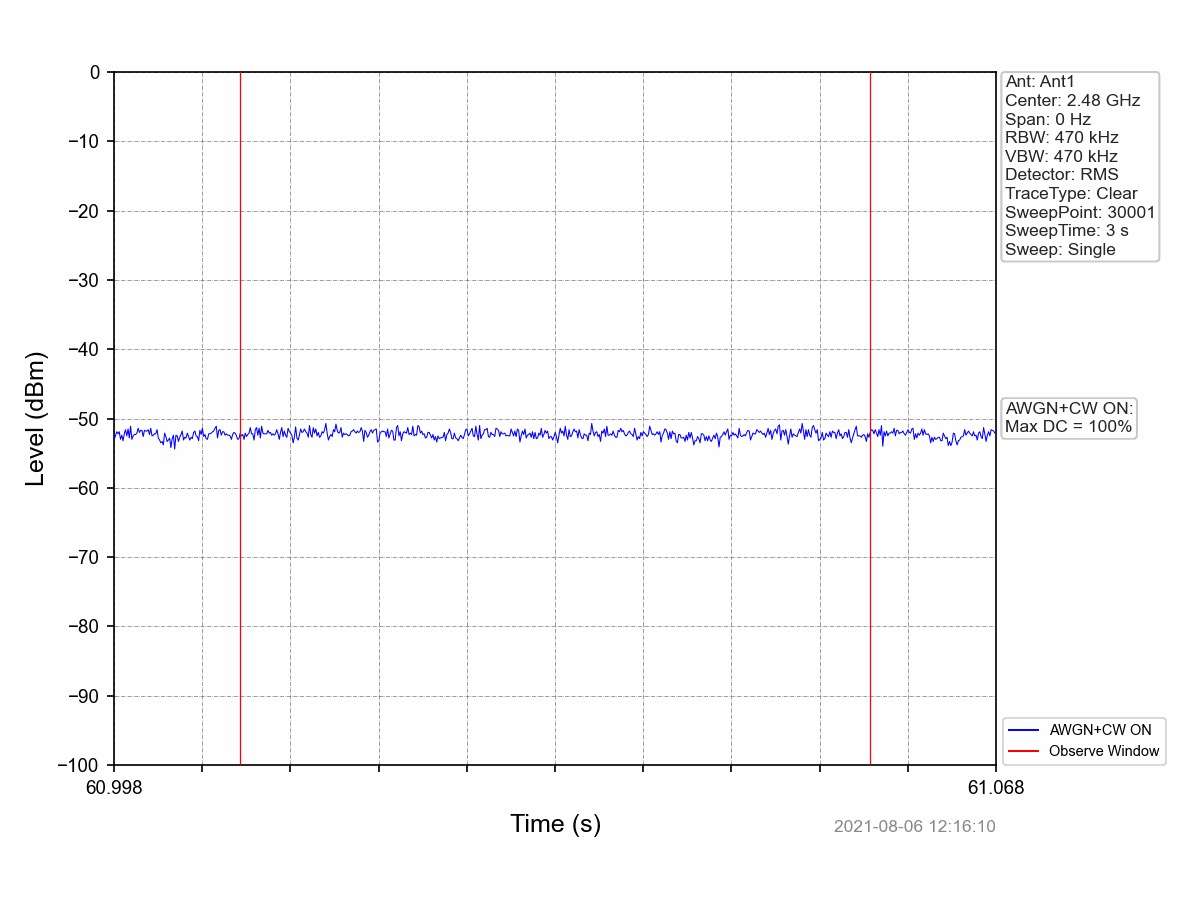 0
−10
−20
−30
−40
−50
−60
−70
−80
−90
−100
Level (dBm)
60.998
61.068
Time (s)
2021-08-06 12:16:10
Ant: Ant1
Center: 2.48 GHz
Span: 0 Hz
RBW: 470 kHz
VBW: 470 kHz
Detector: RMS
TraceType: Clear
SweepPoint: 30001
SweepTime: 3 s
Sweep: Single
AWGN+CW ON:
Max DC = 100%
AWGN+CW ON
Observe Window